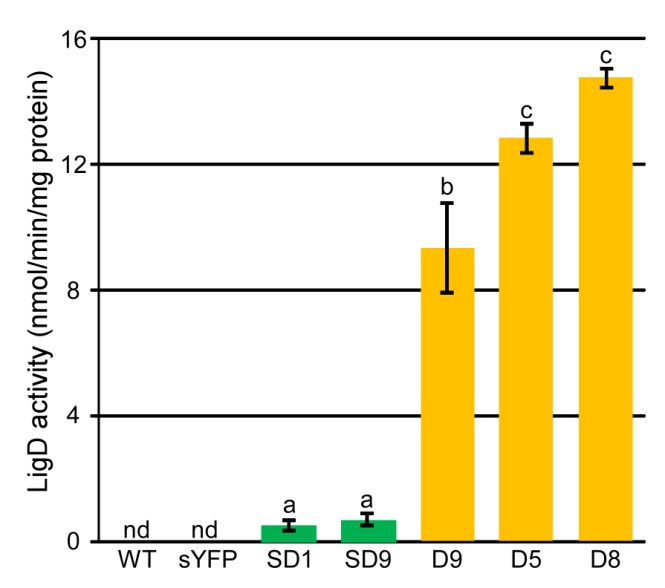 LigD activity (nmol/min/mg protein)
16
12
8
4
0
nd
nd
a
a
b
c
c
WT sYFP SD1 SD9 D9 D5 D8